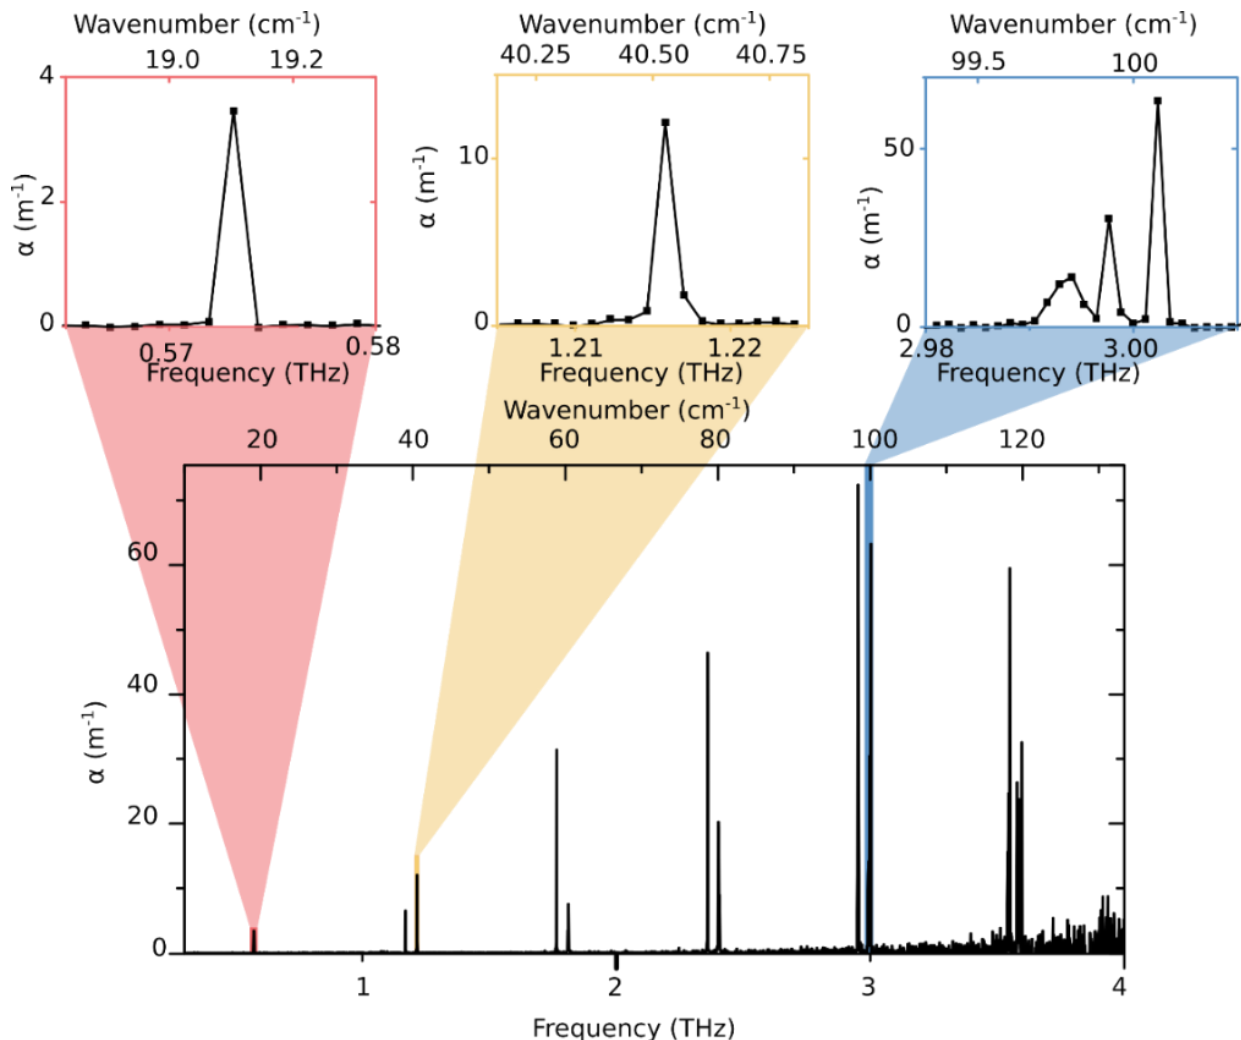 Wavenumber (cm⁻¹)
19.0 19.2
4
2
0
α (m⁻¹)
0.57 0.58
Frequency (THz)
Wavenumber (cm⁻¹)
40.25 40.50 40.75
10
0
α (m⁻¹)
1.21 1.22
Frequency (THz)
Wavenumber (cm⁻¹)
99.5 100
50
0
α (m⁻¹)
2.98 3.00
Frequency (THz)
Wavenumber (cm⁻¹)
20 40 60 80 100 120
60
40
20
0
α (m⁻¹)
1 2 3 4
Frequency (THz)